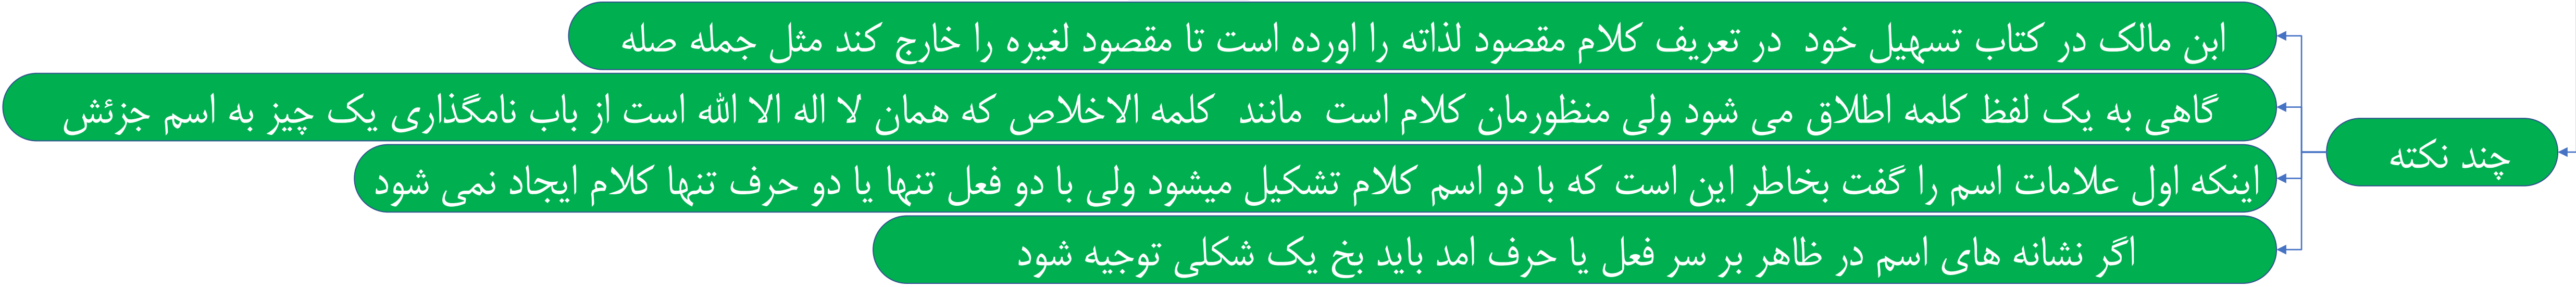 چند نکته
ابن مالک در کتاب تسهیل خود در تعریف کلام مقصود لذاته را اورده است تا مقصود لغیره را خارج کند مثل جمله صله
گاهی به یک لفظ کلمه اطلاق می شود ولی منظورمان کلام است مانند کلمه الاخلاص که همان لا اله الا الله است از باب نامگذاری یک چیز به اسم جزئش
اینکه اول علامات اسم را گفت بخاطر این است که با دو اسم کلام تشکیل میشود ولی با دو فعل تنها یا دو حرف تنها کلام ایجاد نمی شود
اگر نشانه های اسم در ظاهر بر سر فعل یا حرف امد باید بخ یک شکلی توجیه شود